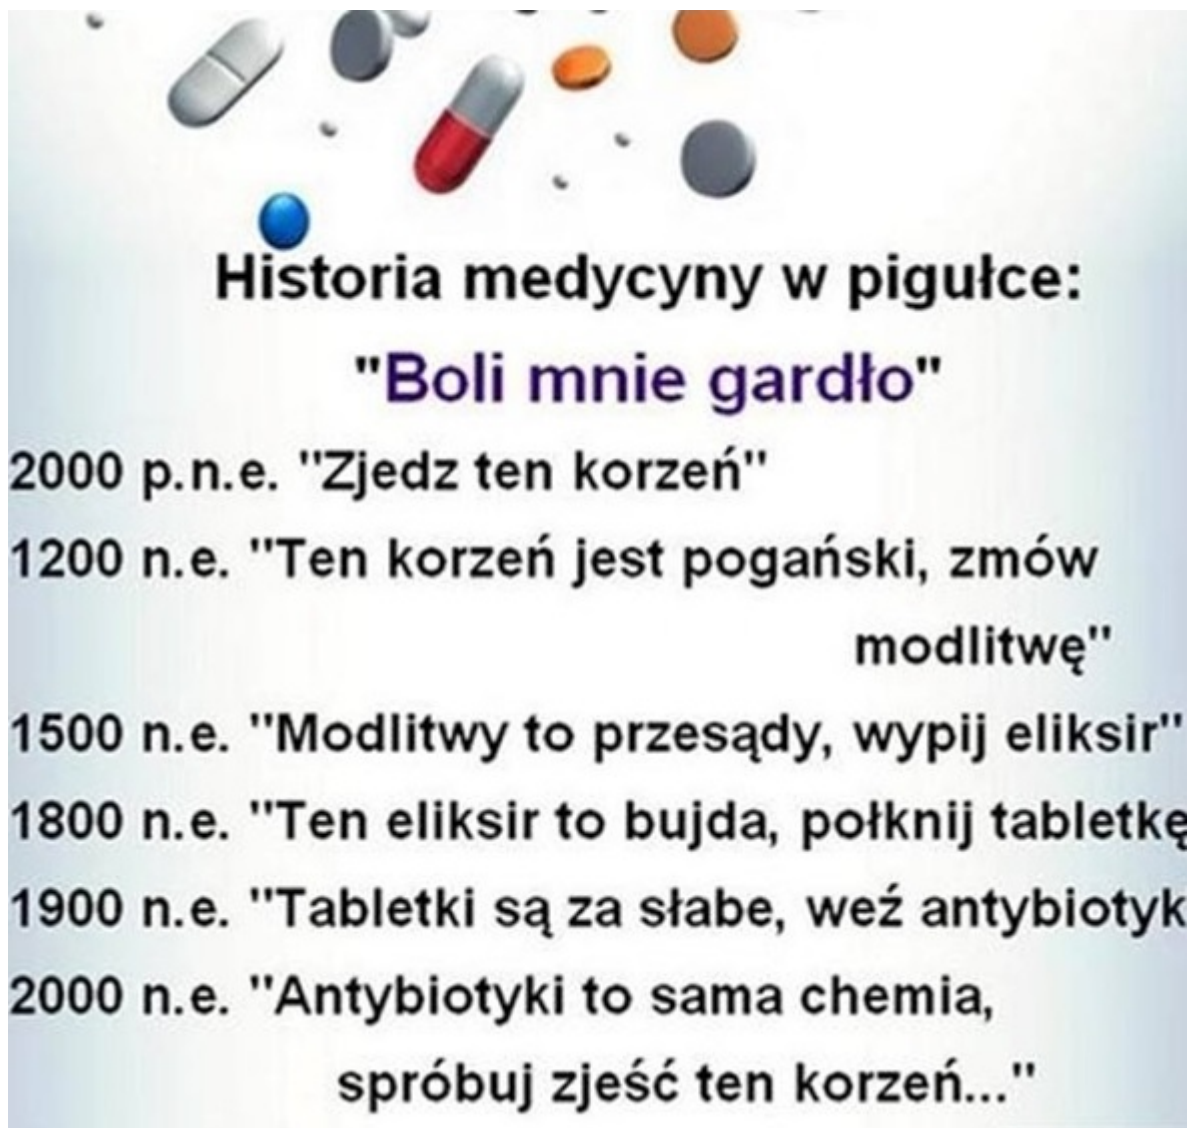 Historia medycyny w pigułce:
"Boli mnie gardło"
2000 p.n.e. "Zjedz ten korzeń"
1200 n.e. "Ten korzeń jest pogański, zmów
modlitwę"
1500 n.e. "Modlitwy to przesądy, wypij eliksir"
1800 n.e. "Ten eliksir to bujda, połknij tabletkę
1900 n.e. "Tabletki są za słabe, weź antybiotyk
2000 n.e. "Antybiotyki to sama chemia,
spróbuj zjeść ten korzeń..."